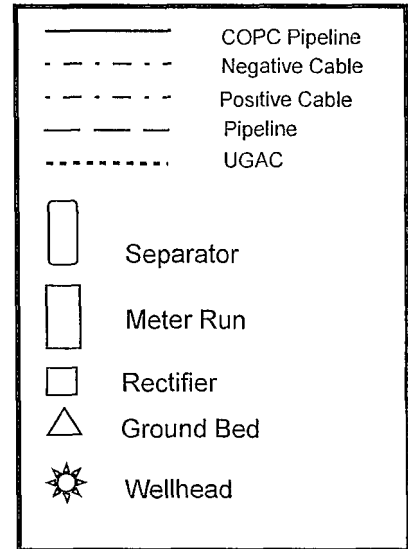 COPC Pipeline
Negative Cable
Positive Cable
Pipeline
UGAC
Separator
Meter Run
Rectifier
Ground Bed
Wellhead